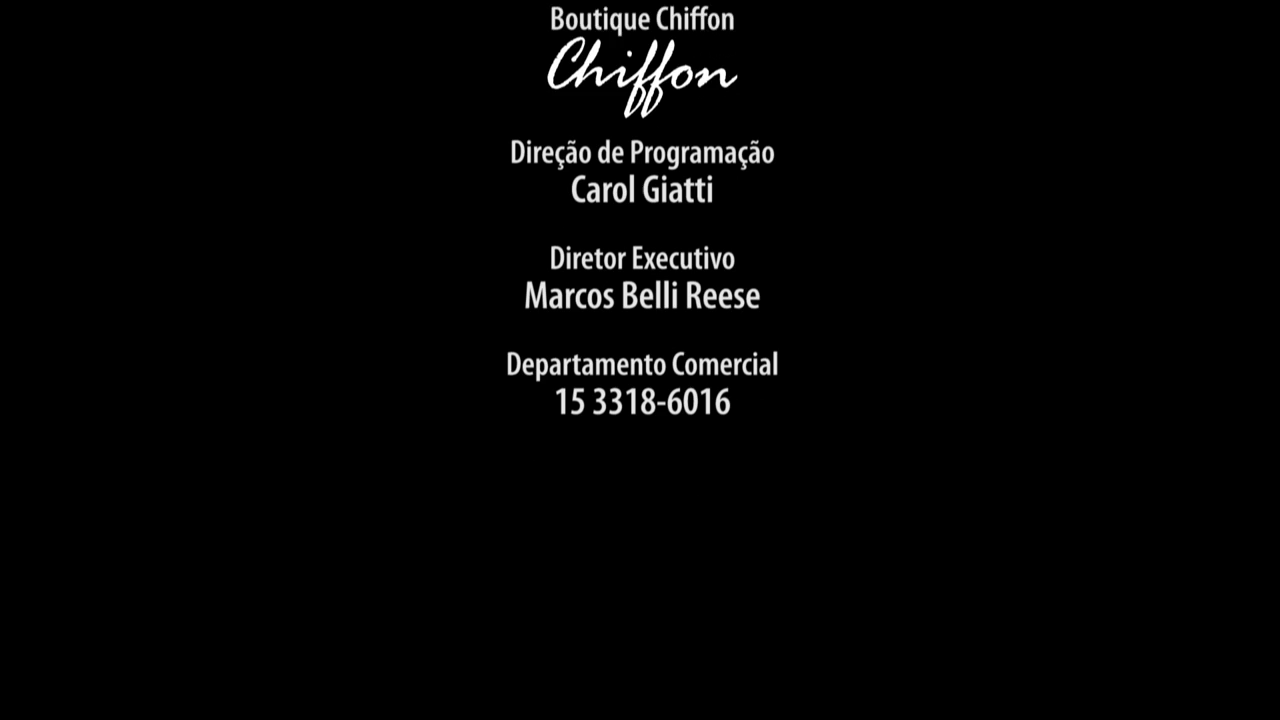 Boutique Chiffon
Chiffon
Direção de Programação
Carol Giatti
Diretor Executivo
Marcos Belli Reese
Departamento Comercial
15 3318-6016